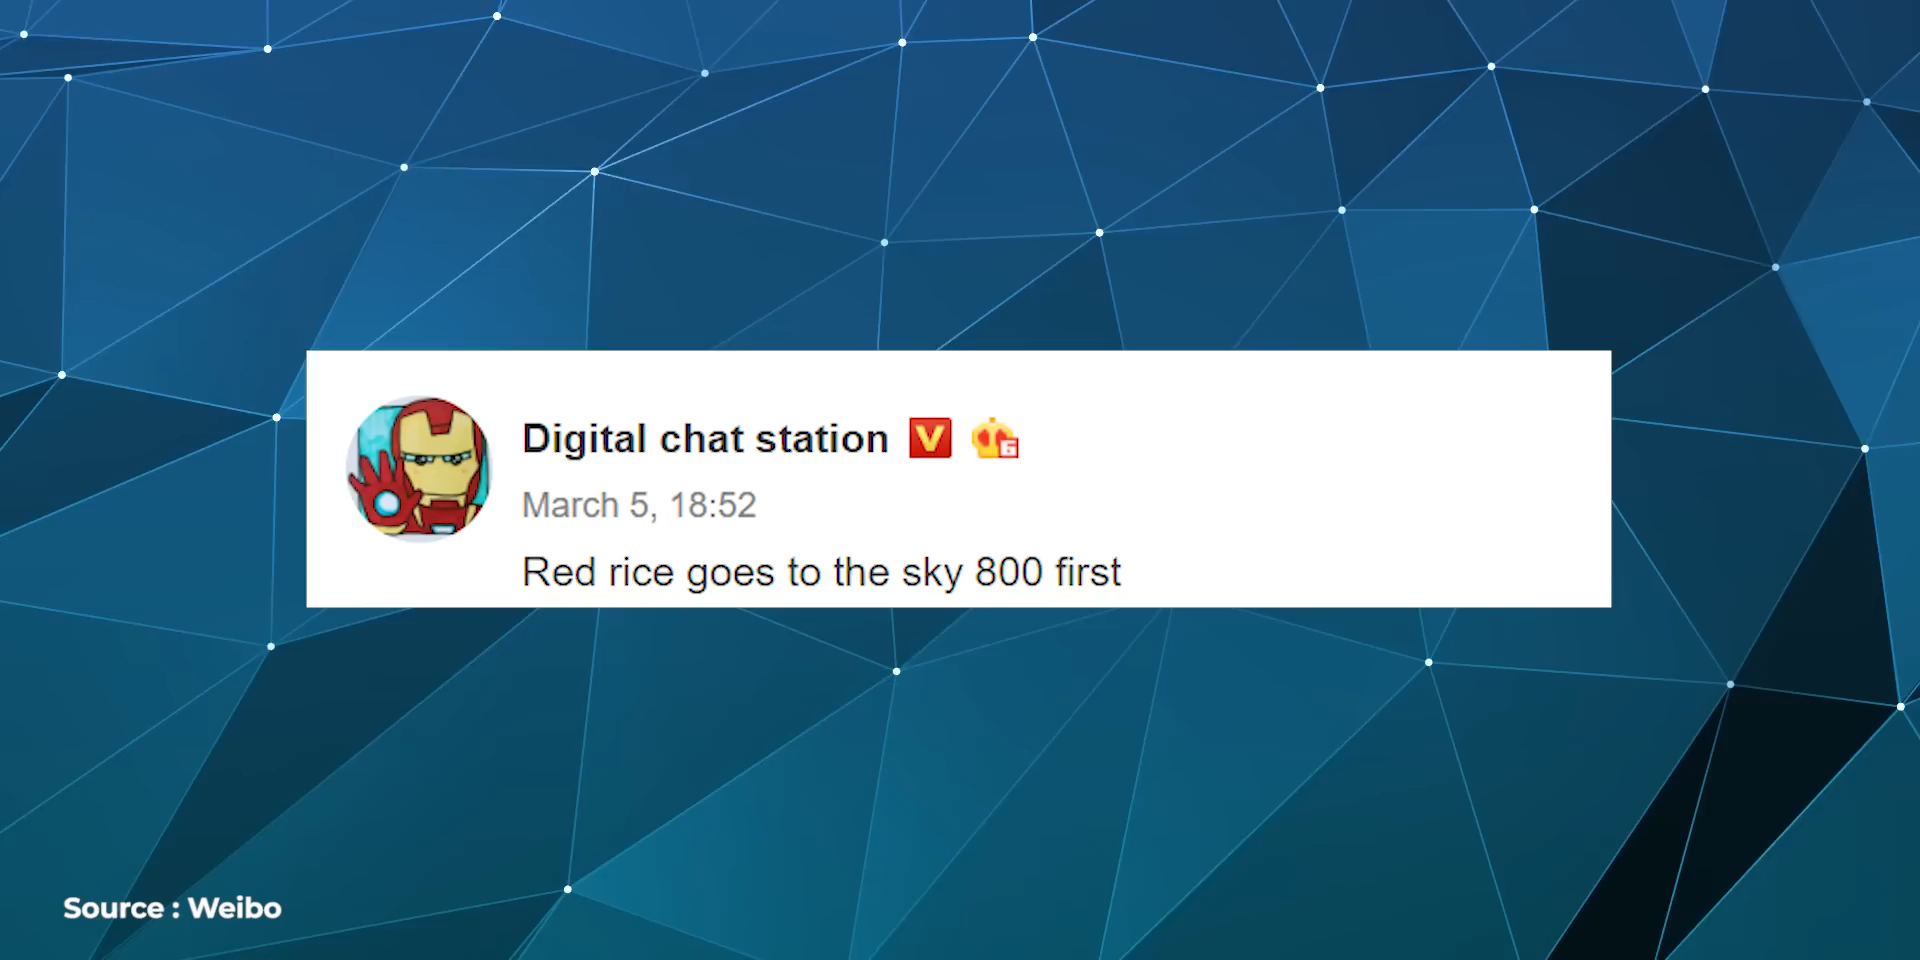 Digital chat station
March 5, 18:52
Red rice goes to the sky 800 first
Source : Weibo